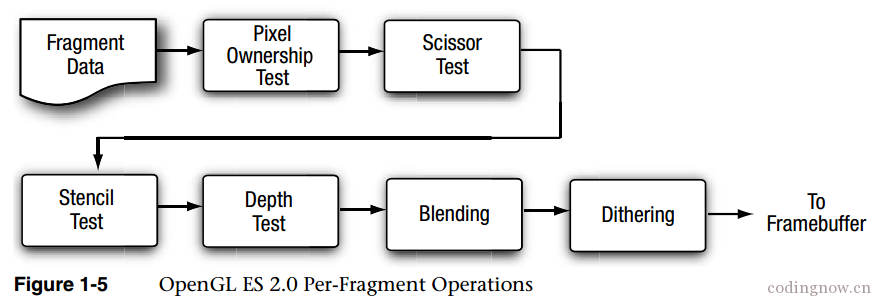 Fragment
Data
Pixel
Ownership
Test
Scissor
Test
Stencil
Test
Depth
Test
Blending
Dithering
To
Framebuffer
Figure 1-5 OpenGL ES 2.0 Per-Fragment Operations
codingnow.cn